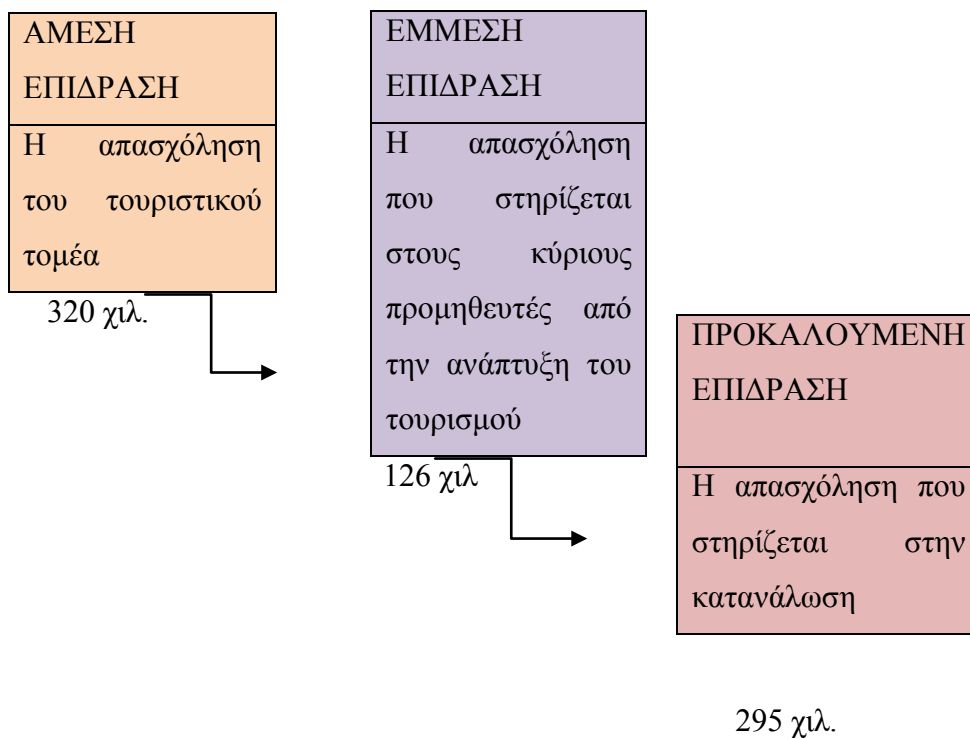 ΑΜΕΣΗ
ΕΠΙΔΡΑΣΗ
Η απασχόληση
του τουριστικού
τομέα
320 χιλ.
ΕΜΜΕΣΗ
ΕΠΙΔΡΑΣΗ
Η απασχόληση
που στηρίζεται
στους κύριους
προμηθευτές από
την ανάπτυξη του
τουρισμού
126 χιλ
ΠΡΟΚΑΛΟΥΜΕΝΗ
ΕΠΙΔΡΑΣΗ
Η απασχόληση που
στηρίζεται στην
κατανάλωση
295 χιλ.